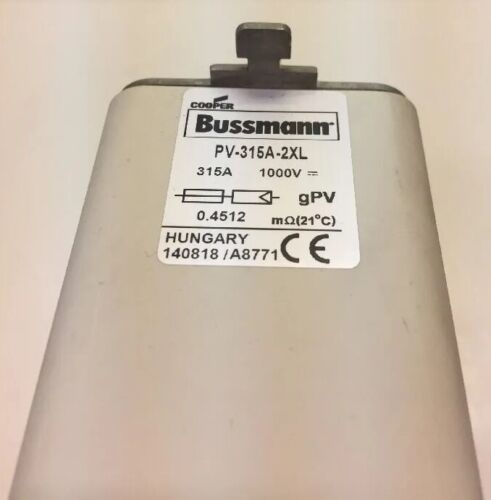 COOPER
Bussmann
PV-315A-2XL
315A 1000V ⎓
gPV
0.4512 mΩ(21°C)
HUNGARY
140818 /A8771 CE